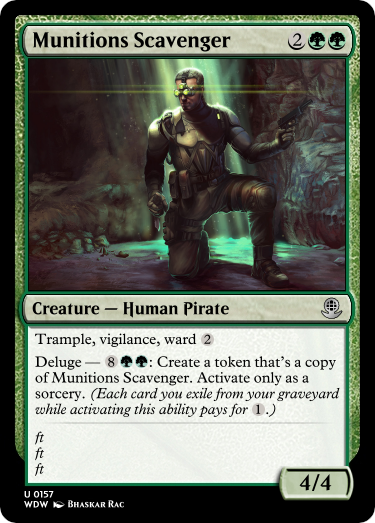 Munitions Scavenger 2
Creature — Human Pirate
Trample, vigilance, ward 2
Deluge — 8 : Create a token that's a copy
of Munitions Scavenger. Activate only as a
sorcery. (Each card you exile from your graveyard
while activating this ability pays for 1.)
ft
ft
ft
4/4
U 0157
WDW Bhaskar Rac